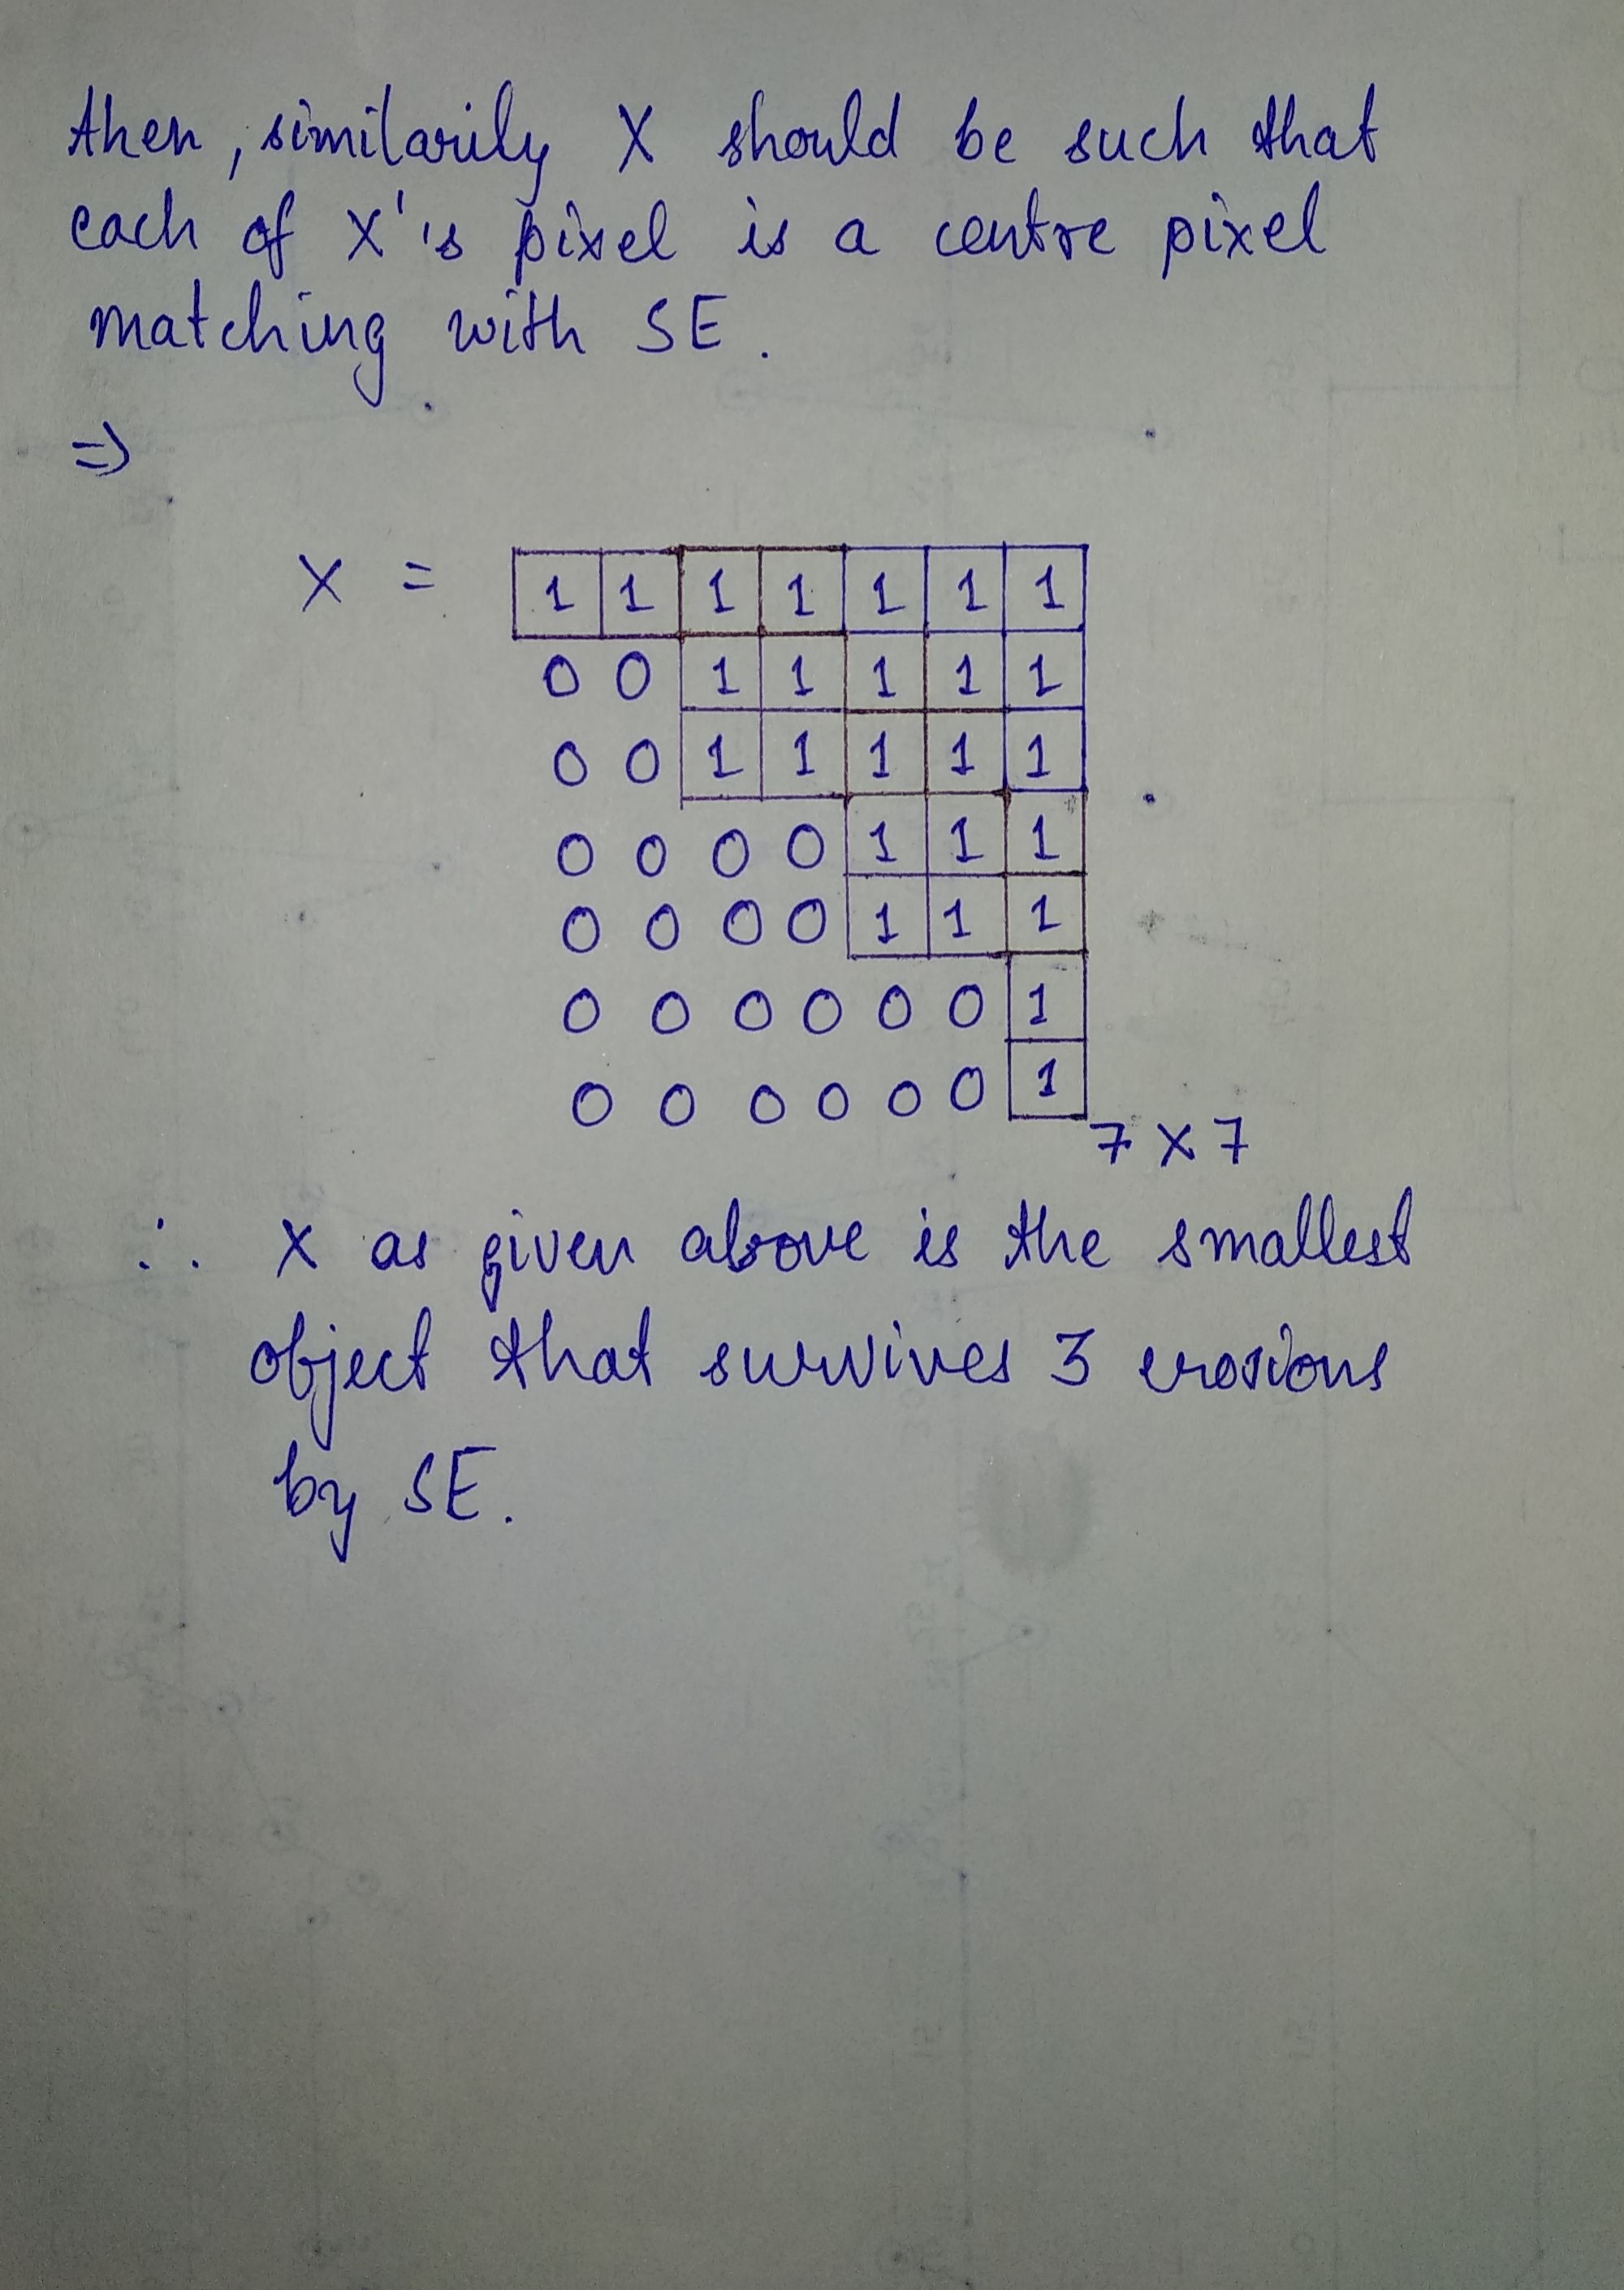 then, similarily X should be such that
each of X's pixel is a centre pixel
matching with SE.
⇒
X = 1 1 1 1 1 1 1
0 0 1 1 1 1 1
0 0 1 1 1 1 1
0 0 0 0 1 1 1
0 0 0 0 1 1 1
0 0 0 0 0 0 1
0 0 0 0 0 0 1
7 X 7
∴ X as given above is the smallest
object that survives 3 erosions
by SE.